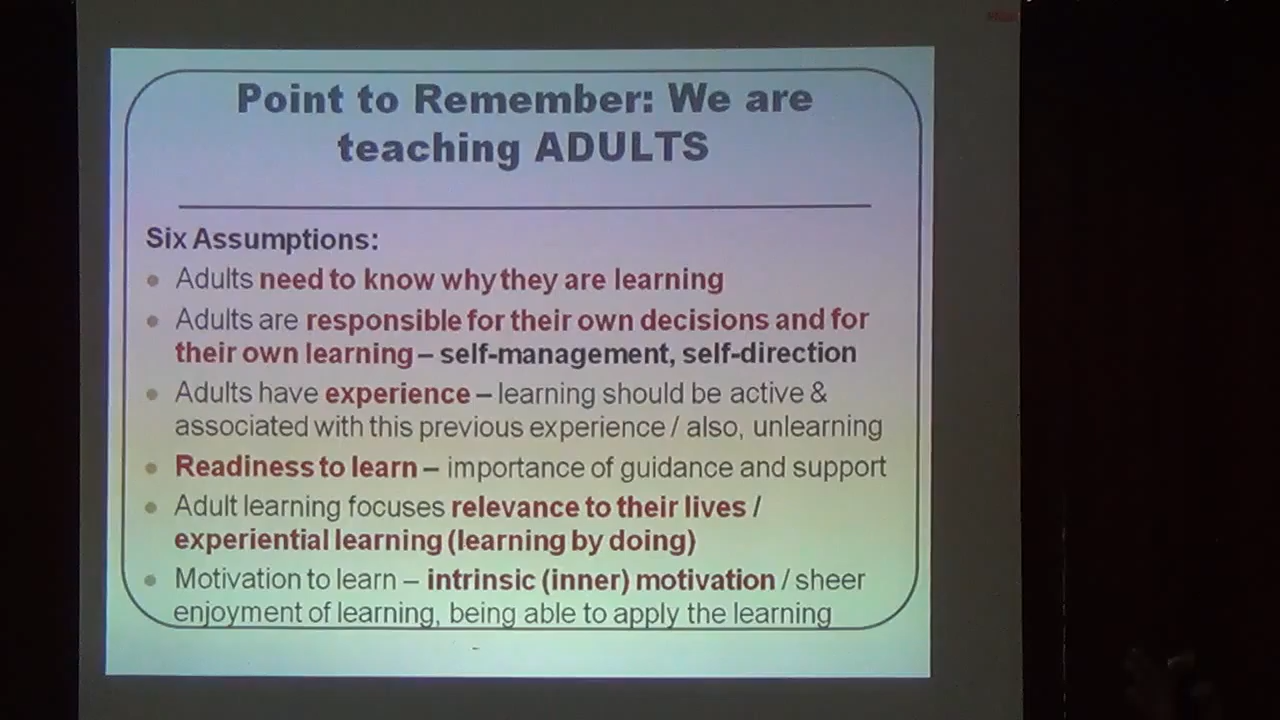 Point to Remember: We are
teaching ADULTS
Six Assumptions:
• Adults need to know why they are learning
• Adults are responsible for their own decisions and for
their own learning – self-management, self-direction
• Adults have experience – learning should be active &
associated with this previous experience / also, unlearning
• Readiness to learn – importance of guidance and support
• Adult learning focuses relevance to their lives /
experiential learning (learning by doing)
• Motivation to learn – intrinsic (inner) motivation / sheer
enjoyment of learning, being able to apply the learning